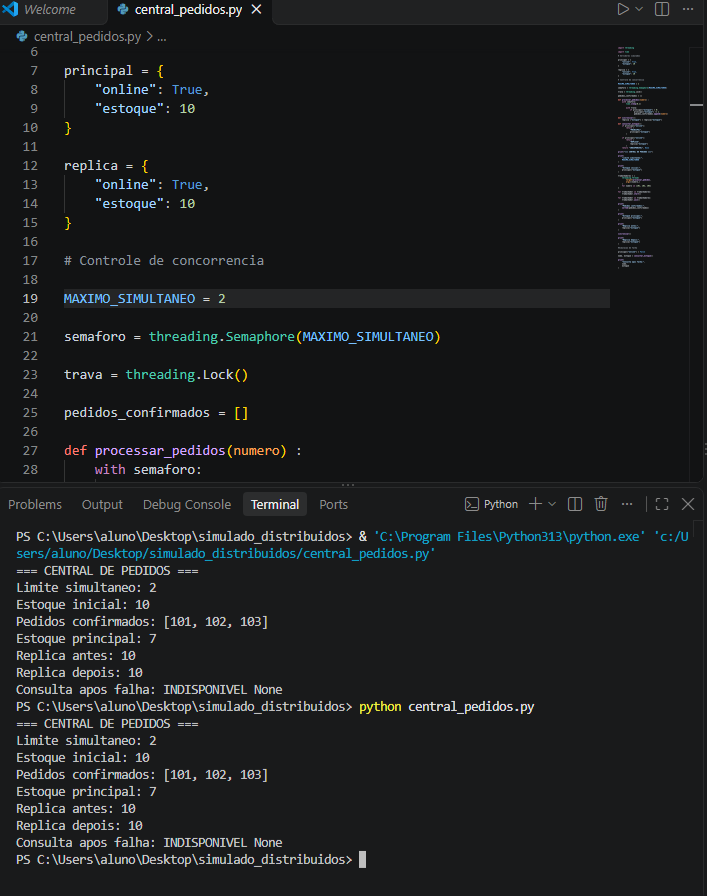 Welcome
central_pedidos.py
central_pedidos.py > ...
6
7 principal = {
8 "online": True,
9 "estoque": 10
10 }
11
12 replica = {
13 "online": True,
14 "estoque": 10
15 }
16
17 # Controle de concorrencia
18
19 MAXIMO_SIMULTANEO = 2
20
21 semaforo = threading.Semaphore(MAXIMO_SIMULTANEO)
22
23 trava = threading.Lock()
24
25 pedidos_confirmados = []
26
27 def processar_pedidos(numero) :
28 with semaforo:
Problems Output Debug Console Terminal Ports
Python
PS C:\Users\aluno\Desktop\simulado_distribuidos> & 'C:\Program Files\Python313\python.exe' 'c:/U
sers/aluno/Desktop/simulado_distribuidos/central_pedidos.py'
=== CENTRAL DE PEDIDOS ===
Limite simultaneo: 2
Estoque inicial: 10
Pedidos confirmados: [101, 102, 103]
Estoque principal: 7
Replica antes: 10
Replica depois: 10
Consulta apos falha: INDISPONIVEL None
PS C:\Users\aluno\Desktop\simulado_distribuidos> python central_pedidos.py
=== CENTRAL DE PEDIDOS ===
Limite simultaneo: 2
Estoque inicial: 10
Pedidos confirmados: [101, 102, 103]
Estoque principal: 7
Replica antes: 10
Replica depois: 10
Consulta apos falha: INDISPONIVEL None
PS C:\Users\aluno\Desktop\simulado_distribuidos>